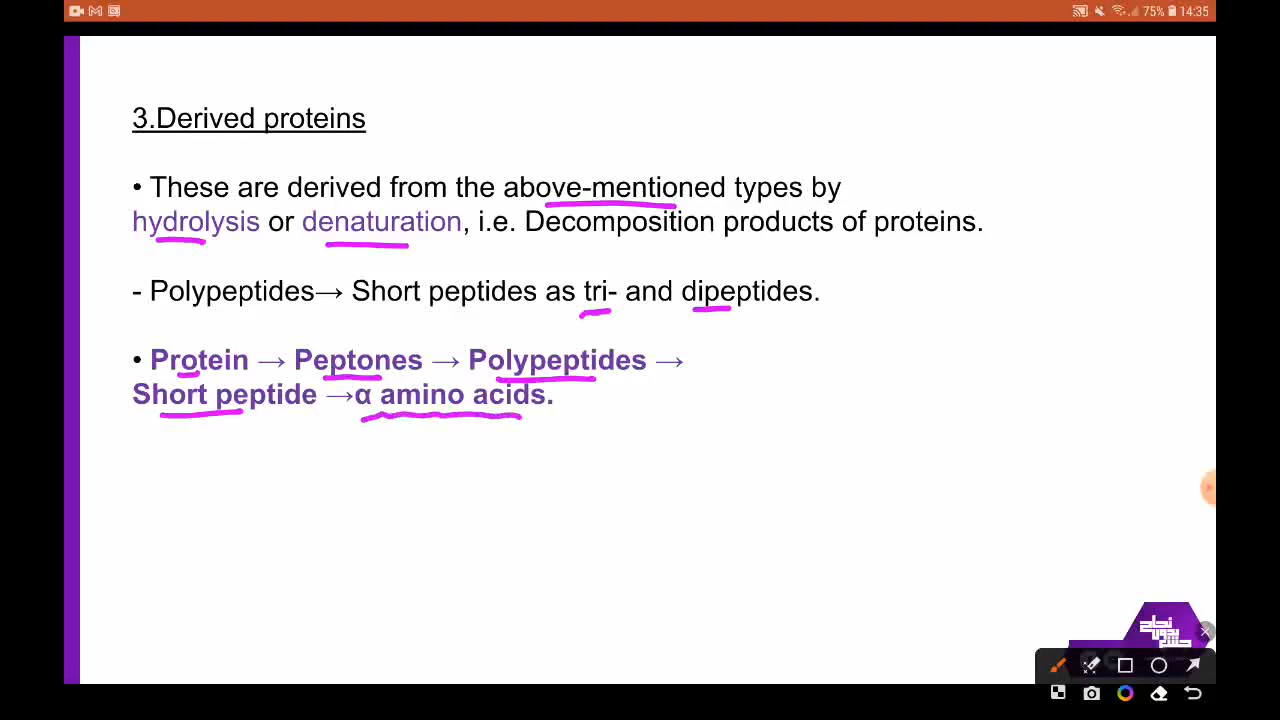 75% 14:35
3.Derived proteins
• These are derived from the above-mentioned types by
hydrolysis or denaturation, i.e. Decomposition products of proteins.
- Polypeptides→ Short peptides as tri- and dipeptides.
• Protein → Peptones → Polypeptides →
Short peptide →α amino acids.